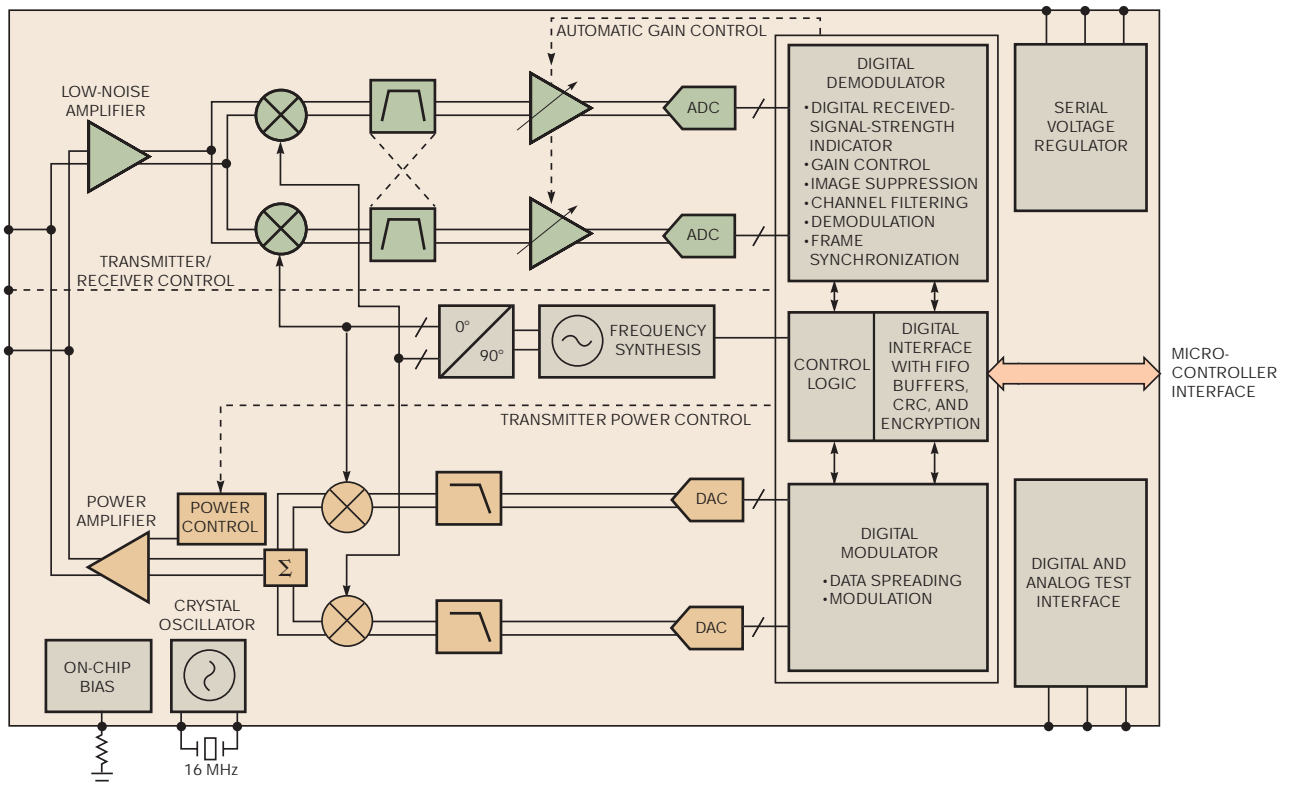 AUTOMATIC GAIN CONTROL
LOW-NOISE
AMPLIFIER
ADC
ADC
DIGITAL
DEMODULATOR
•DIGITAL RECEIVED-
SIGNAL-STRENGTH
INDICATOR
•GAIN CONTROL
•IMAGE SUPPRESSION
•CHANNEL FILTERING
•DEMODULATION
•FRAME
SYNCHRONIZATION
SERIAL
VOLTAGE
REGULATOR
TRANSMITTER/
RECEIVER CONTROL
0°
90°
FREQUENCY
SYNTHESIS
CONTROL
LOGIC
DIGITAL
INTERFACE
WITH FIFO
BUFFERS,
CRC, AND
ENCRYPTION
MICRO-
CONTROLLER
INTERFACE
TRANSMITTER POWER CONTROL
POWER
AMPLIFIER
POWER
CONTROL
Σ
DAC
DAC
DIGITAL
MODULATOR
•DATA SPREADING
•MODULATION
DIGITAL AND
ANALOG TEST
INTERFACE
CRYSTAL
OSCILLATOR
ON-CHIP
BIAS
16 MHz